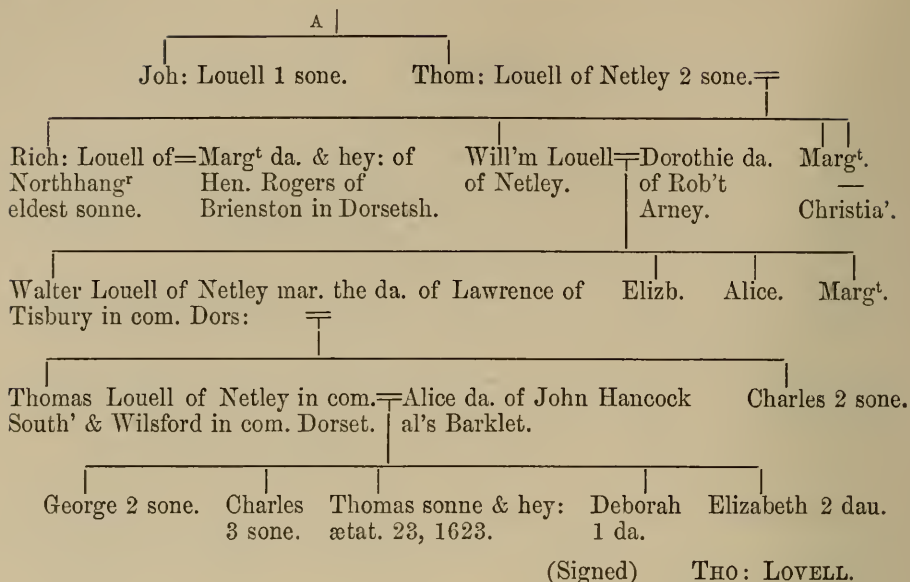 A
Joh: Louell 1 sone. Thom: Louell of Netley 2 sone.
Rich: Louell of = Margᵗ da. & hey: of Will'm Louell Dorothie da. Margᵗ.
Northhangʳ Hen. Rogers of of Netley. of Rob't —
eldest sonne. Brienston in Dorsetsh. Arney. Christia'.
Walter Louell of Netley mar. the da. of Lawrence of Elizb. Alice. Margᵗ.
Tisbury in com. Dors:
Thomas Louell of Netley in com. Alice da. of John Hancock Charles 2 sone.
South' & Wilsford in com. Dorset. al's Barklet.
George 2 sone. Charles Thomas sonne & hey: Deborah Elizabeth 2 dau.
3 sone. ætat. 23, 1623. 1 da.
(Signed) THO: LOVELL.